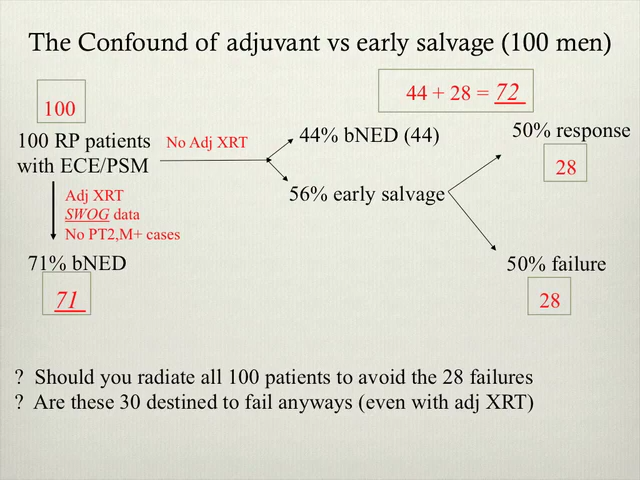 The Confound of adjuvant vs early salvage (100 men)
100
44 + 28 = 72
100 RP patients
with ECE/PSM
No Adj XRT
44% bNED (44)
50% response
28
56% early salvage
Adj XRT
SWOG data
No PT2,M+ cases
71% bNED
71
50% failure
28
? Should you radiate all 100 patients to avoid the 28 failures
? Are these 30 destined to fail anyways (even with adj XRT)